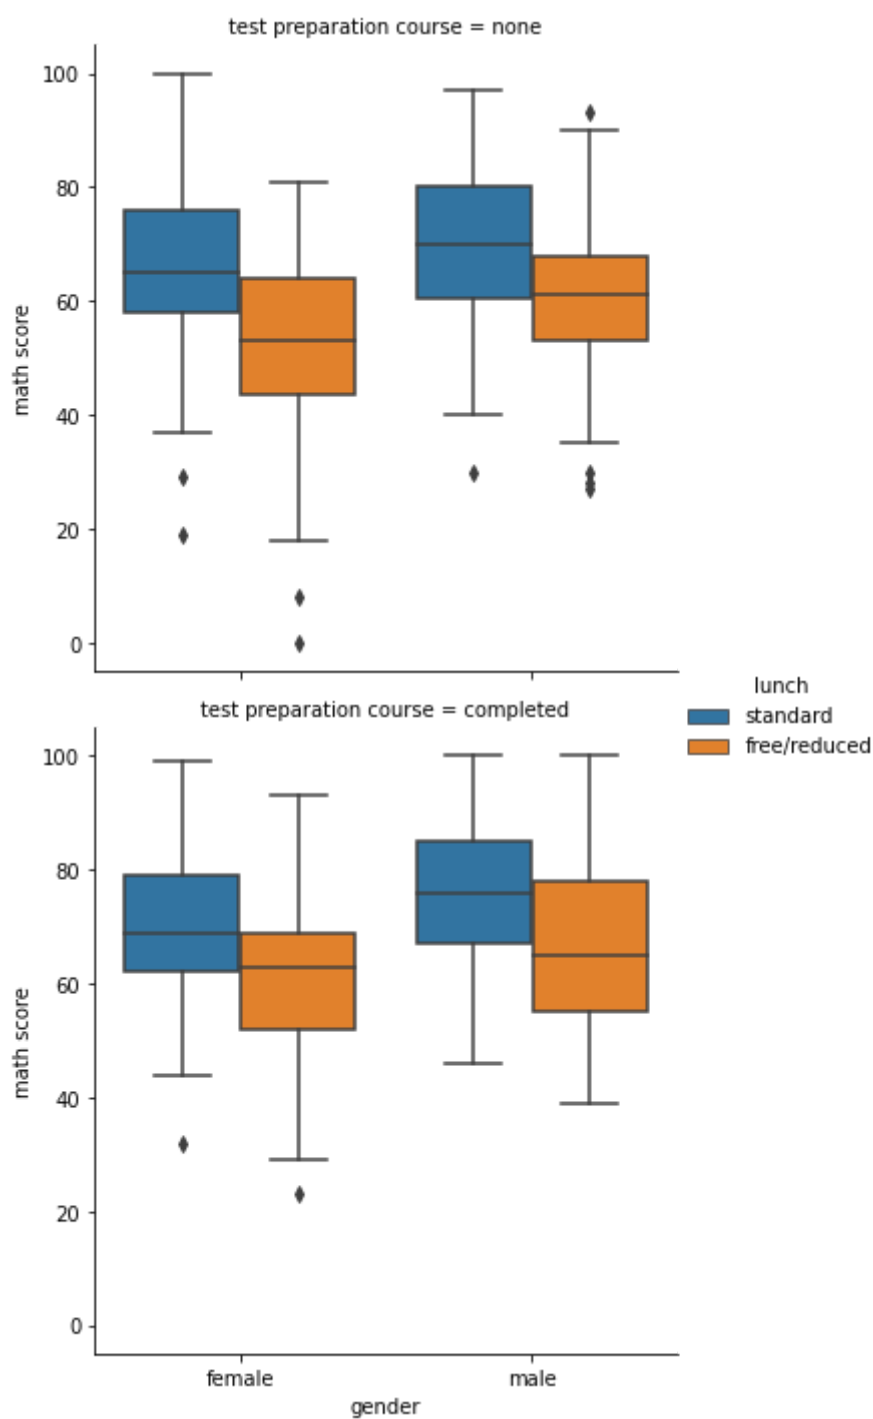 test preparation course = none
100
80
60
40
20
0
math score
test preparation course = completed
100
80
60
40
20
0
math score
female
male
gender
lunch
standard
free/reduced